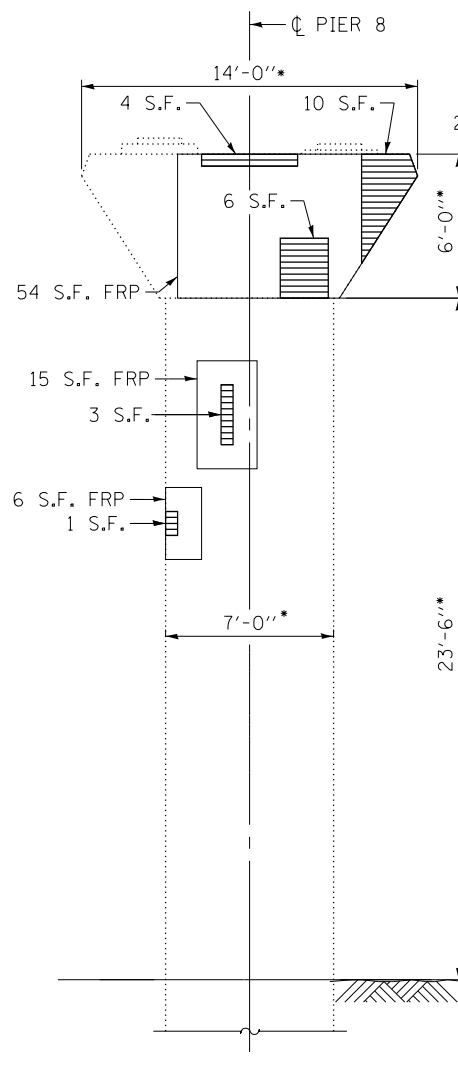 ℄ PIER 8
14'-0''*
4 S.F.
10 S.F.
2
6 S.F.
6'-0''*
54 S.F. FRP
15 S.F. FRP
3 S.F.
6 S.F. FRP
1 S.F.
7'-0''*
23'-6''*